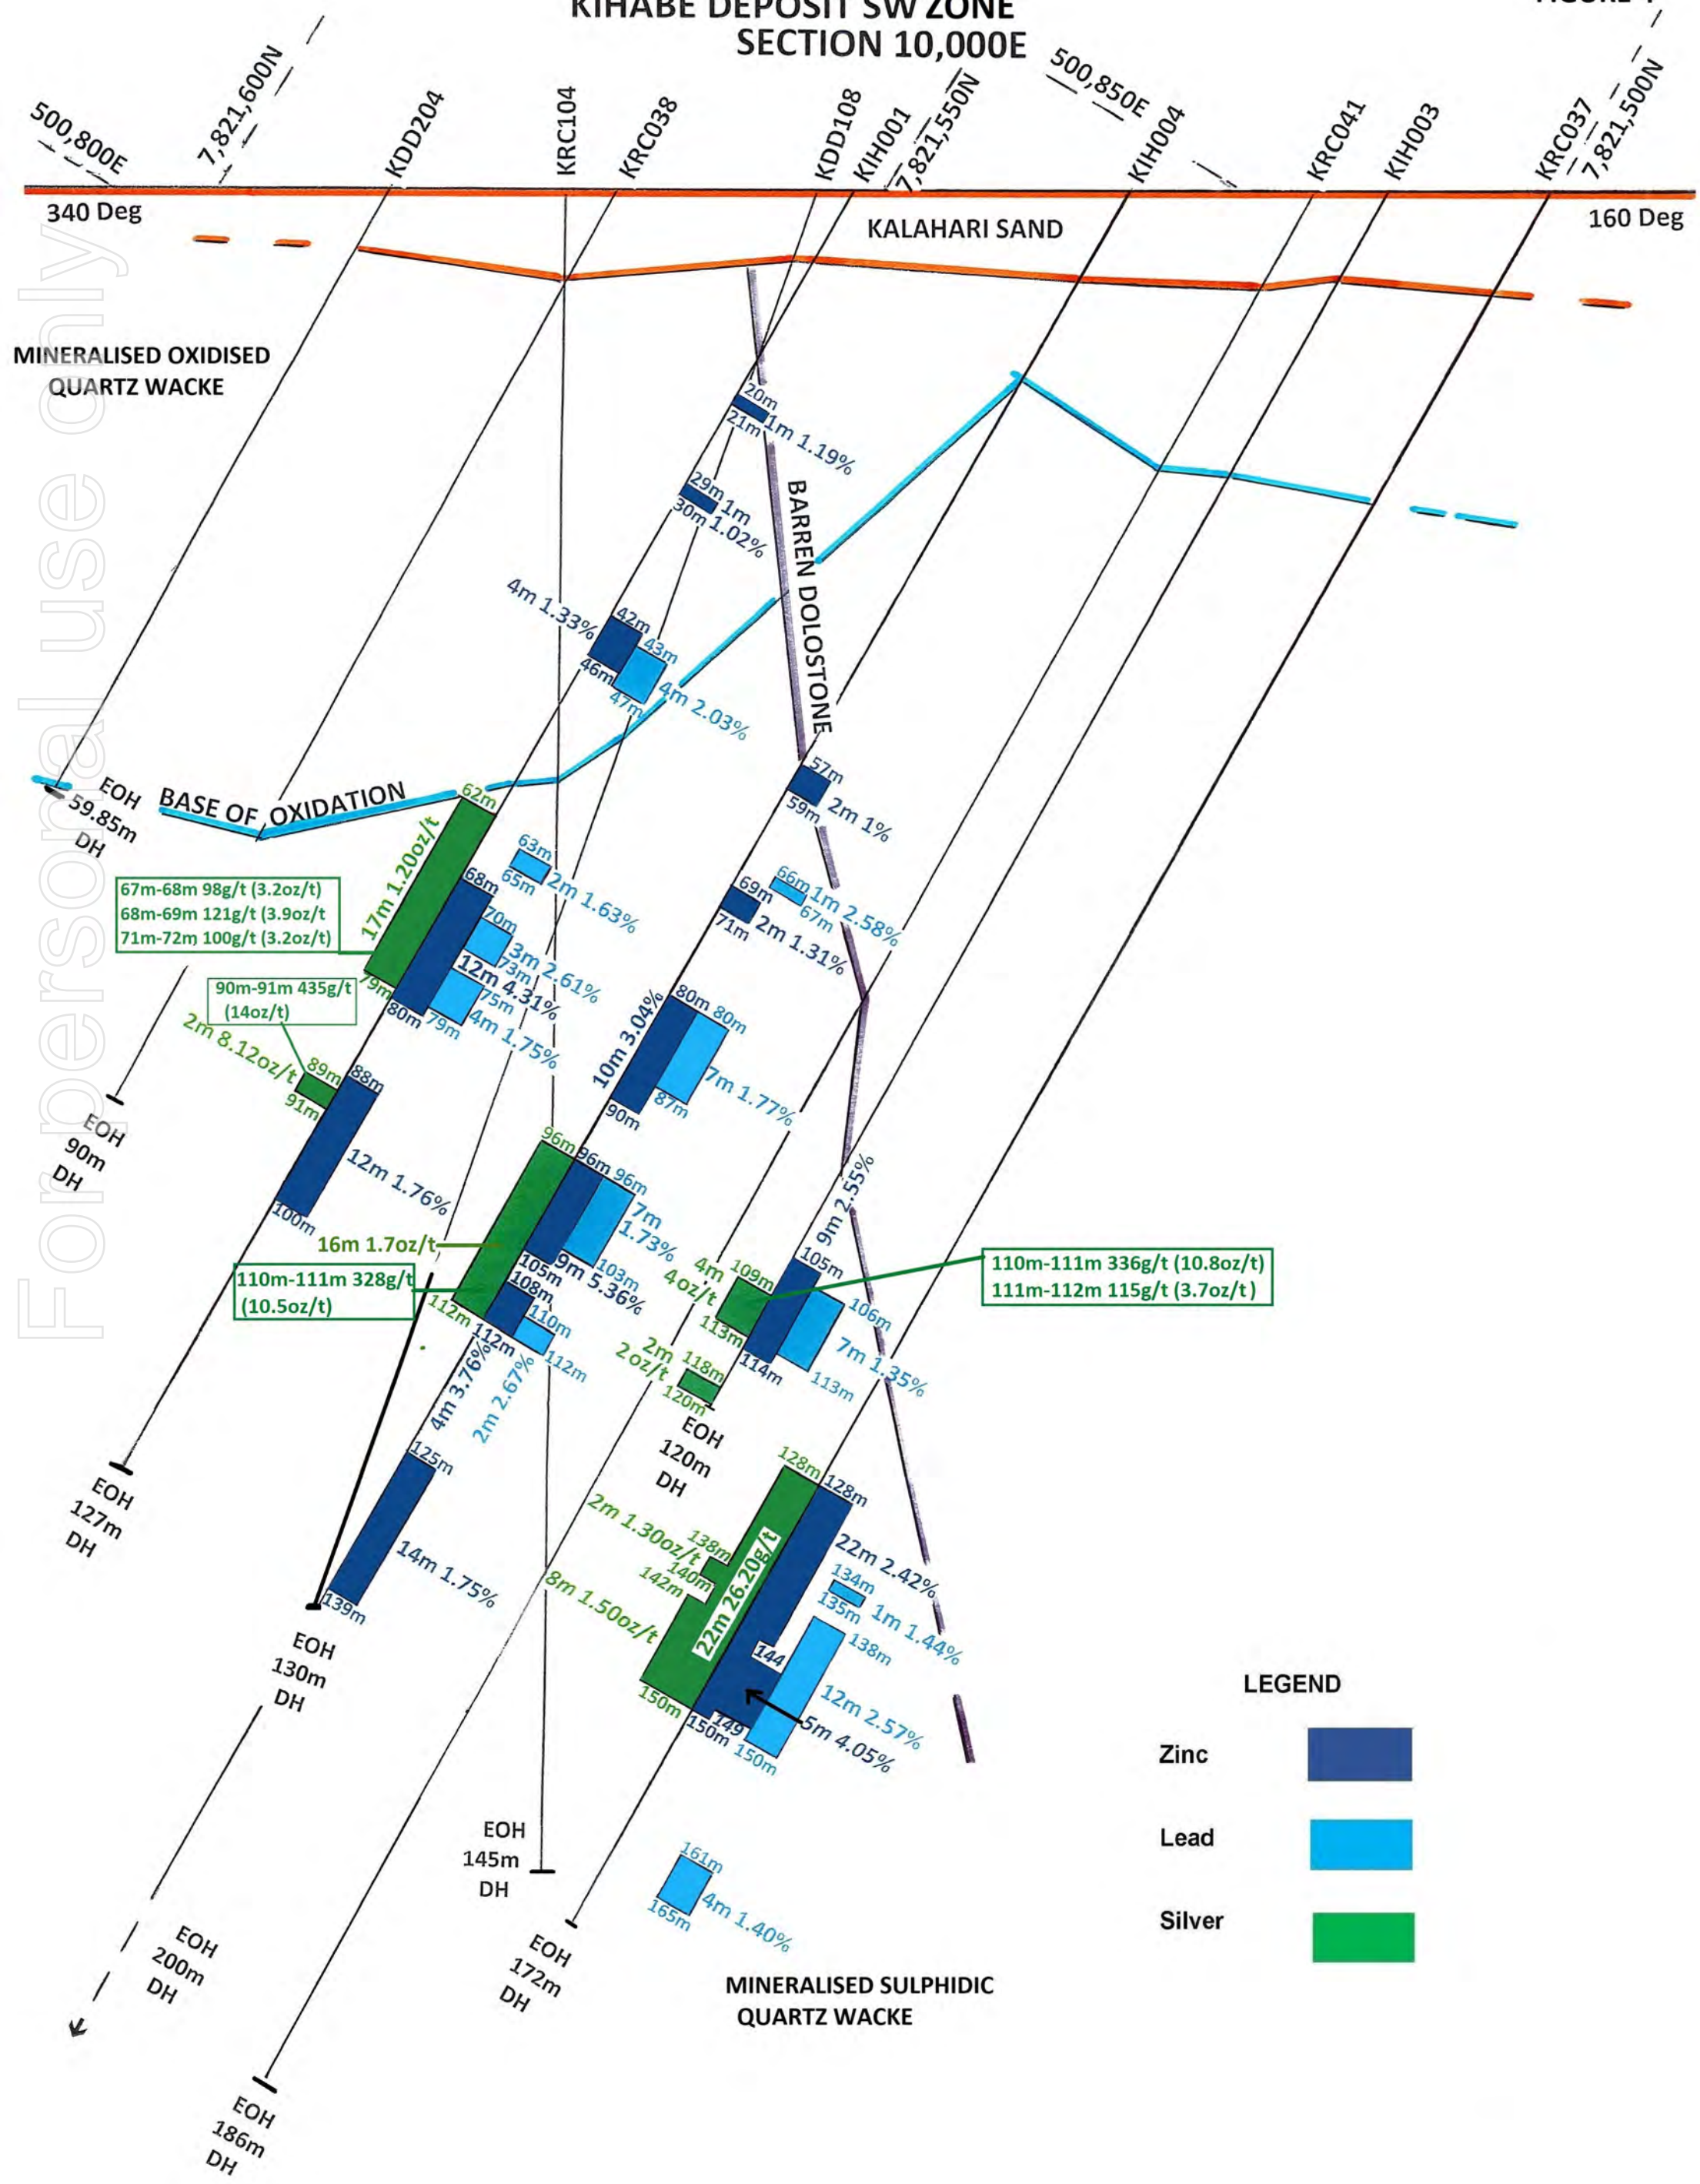 KIHABE DEPOSIT SW ZONE
SECTION 10,000E
500,800E
7,821,600N
KDD204
KRC104
KRC038
KDD108
KIH001
7,821,550N
500,850E
KIH004
KRC041
KIH003
KRC037
7,821,500N
340 Deg
KALAHARI SAND
160 Deg
For personal use only
MINERALISED OXIDISED
QUARTZ WACKE
20m
21m
1m 1.19%
29m
30m
1m
1.02%
BARREN DOLOSTONE
4m 1.33%
42m
46m
43m
47m
4m 2.03%
EOH
59.85m
DH
BASE OF OXIDATION
57m
59m
2m 1%
62m
17m 1.20oz/t
79m
63m
65m
2m 1.63%
66m
67m
1m 2.58%
69m
71m
2m 1.31%
67m-68m 98g/t (3.2oz/t)
68m-69m 121g/t (3.9oz/t
71m-72m 100g/t (3.2oz/t)
68m
80m
12m 4.31%
70m
73m
3m 2.61%
75m
79m
4m 1.75%
90m-91m 435g/t
(14oz/t)
2m 8.12oz/t
89m
91m
88m
100m
12m 1.76%
10m 3.04%
80m
90m
80m
87m
7m 1.77%
EOH
90m
DH
96m
112m
16m 1.7oz/t
110m-111m 328g/t
(10.5oz/t)
96m
105m
9m 5.36%
96m
103m
7m
1.73%
108m
112m
4m 3.76%
110m
112m
2m 2.67%
9m 2.55%
105m
114m
4m
4oz/t
109m
113m
110m-111m 336g/t (10.8oz/t)
111m-112m 115g/t (3.7oz/t )
106m
113m
7m 1.35%
2m
2oz/t
118m
120m
EOH
120m
DH
125m
139m
14m 1.75%
EOH
127m
DH
128m
150m
22m 26.20g/t
2m 1.30oz/t
138m
140m
142m
8m 1.50oz/t
128m
150m
22m 2.42%
134m
135m
1m 1.44%
144
149
5m 4.05%
138m
150m
12m 2.57%
EOH
130m
DH
EOH
145m
DH
161m
165m
4m 1.40%
EOH
172m
DH
EOH
200m
DH
EOH
186m
DH
MINERALISED SULPHIDIC
QUARTZ WACKE
LEGEND
Zinc
Lead
Silver